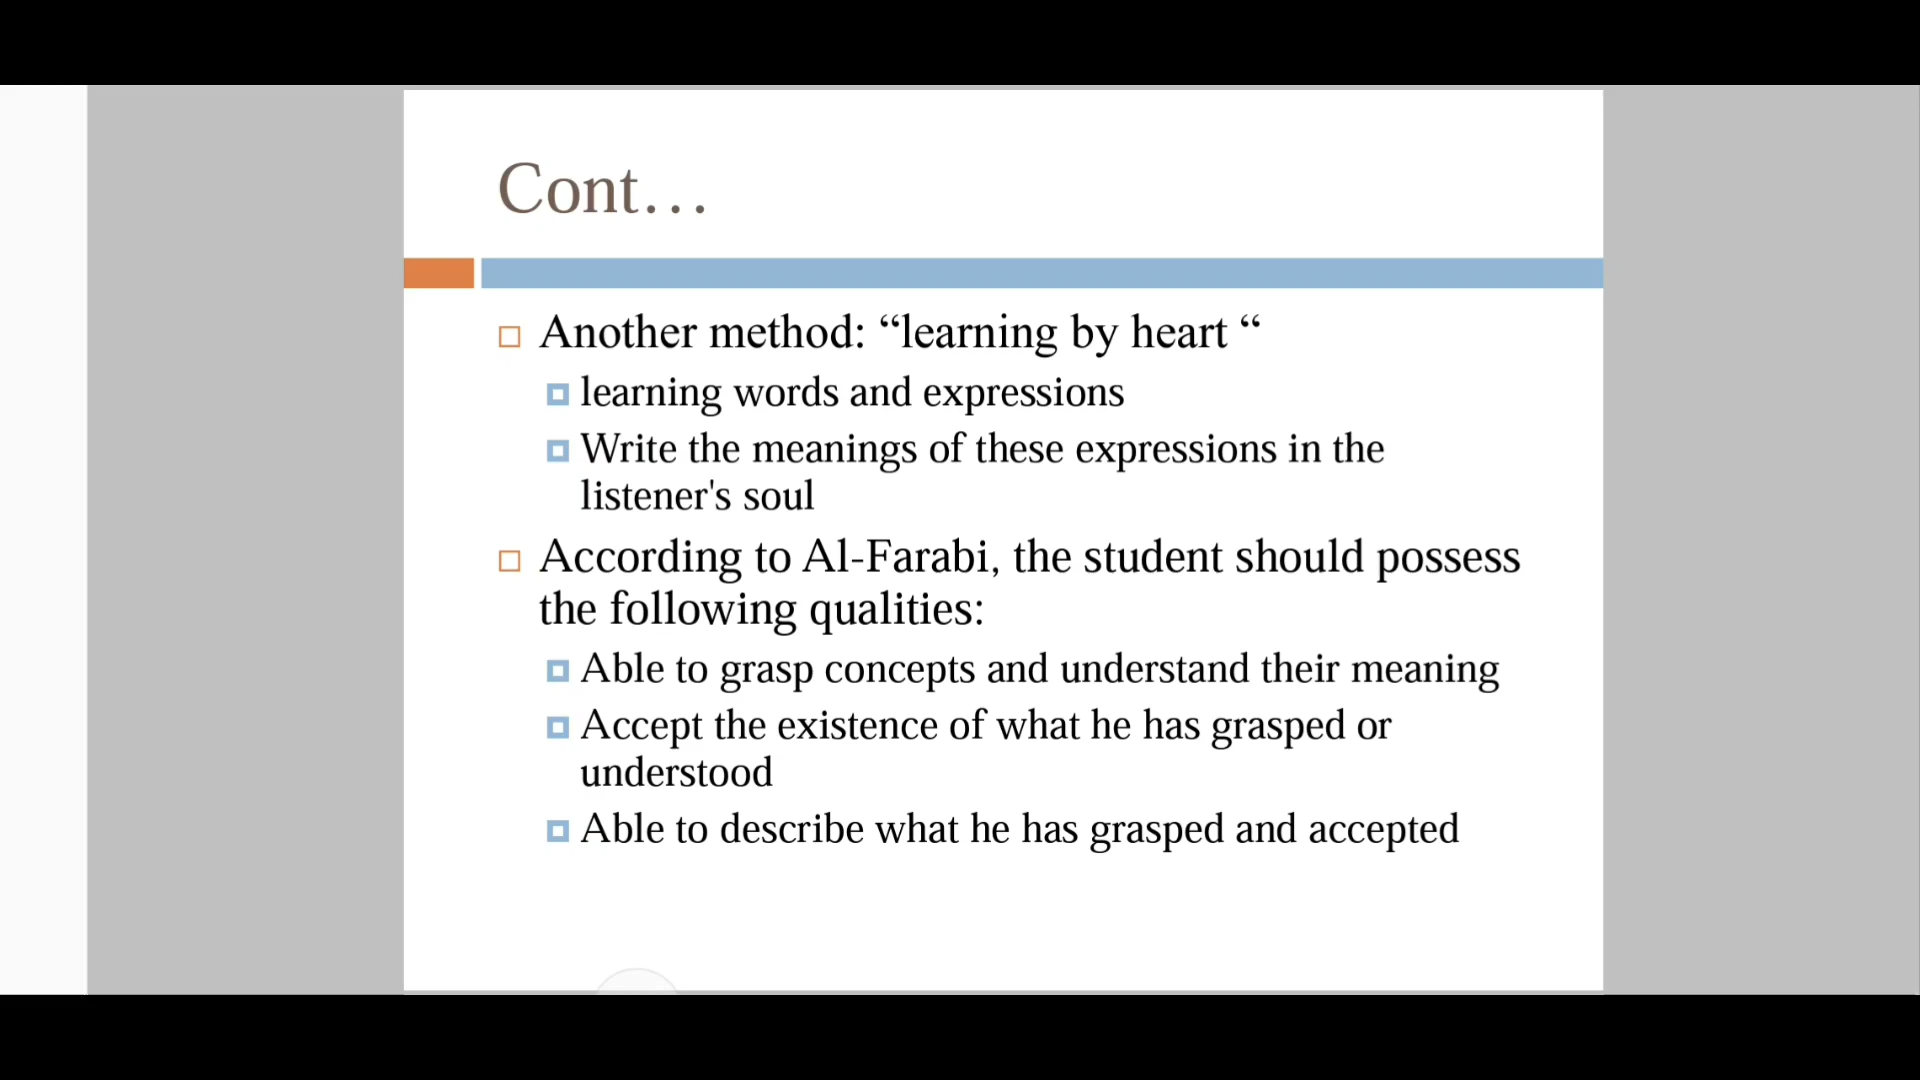 Cont…
Another method: “learning by heart “
learning words and expressions
Write the meanings of these expressions in the
listener's soul
According to Al-Farabi, the student should possess
the following qualities:
Able to grasp concepts and understand their meaning
Accept the existence of what he has grasped or
understood
Able to describe what he has grasped and accepted